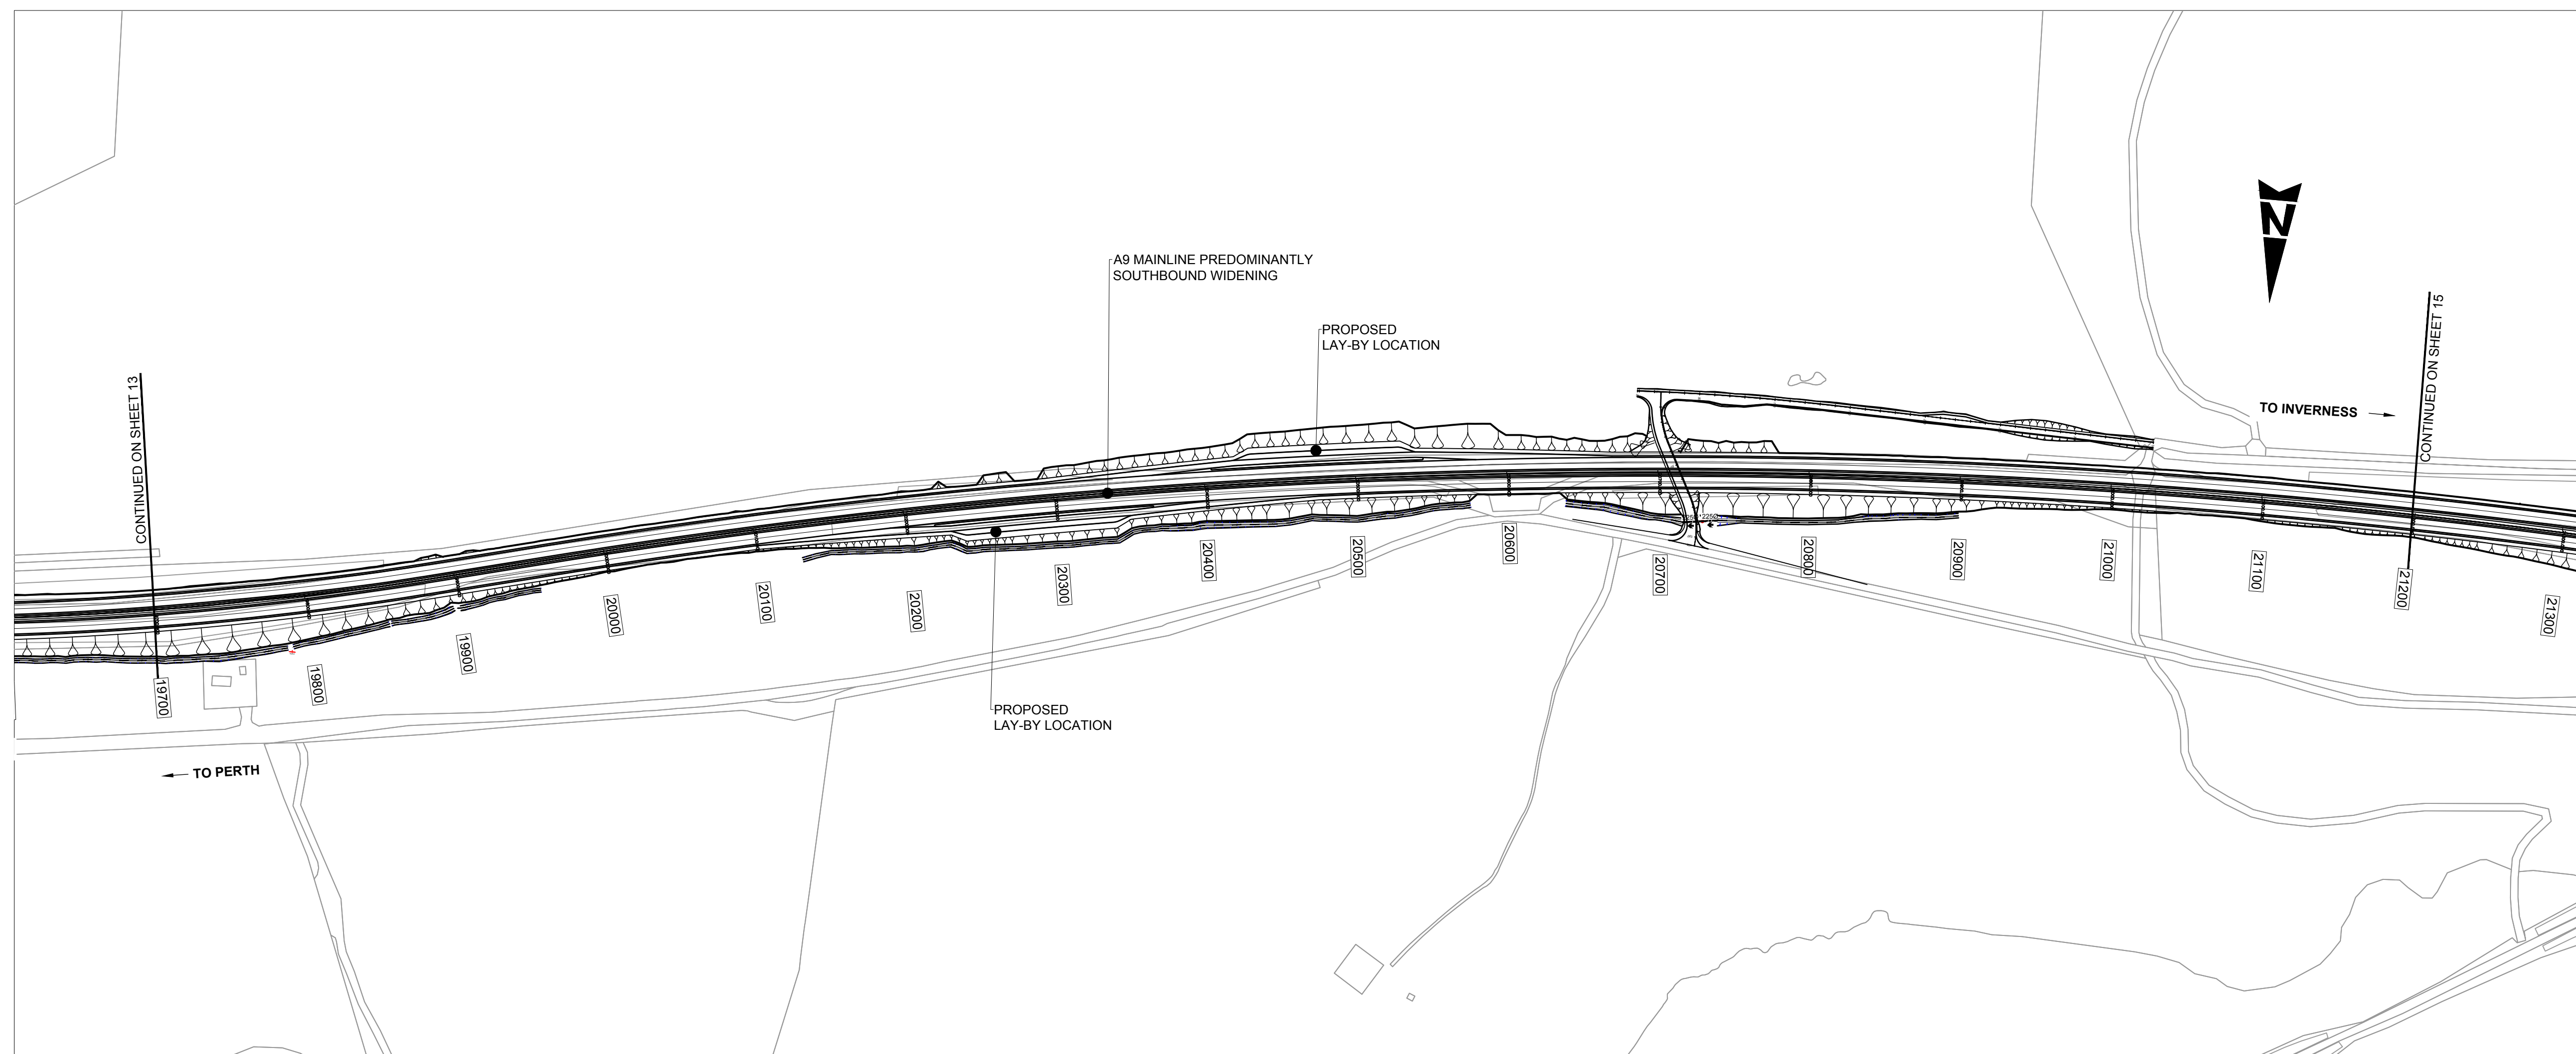 A9 MAINLINE PREDOMINANTLY
SOUTHBOUND WIDENING
PROPOSED
LAY-BY LOCATION
N
CONTINUED ON SHEET 13
CONTINUED ON SHEET 15
TO INVERNESS
19700
19800
19900
20000
20100
20200
20300
20400
20500
20600
20700
20800
20900
21000
21100
21200
21300
PROPOSED
LAY-BY LOCATION
TO PERTH